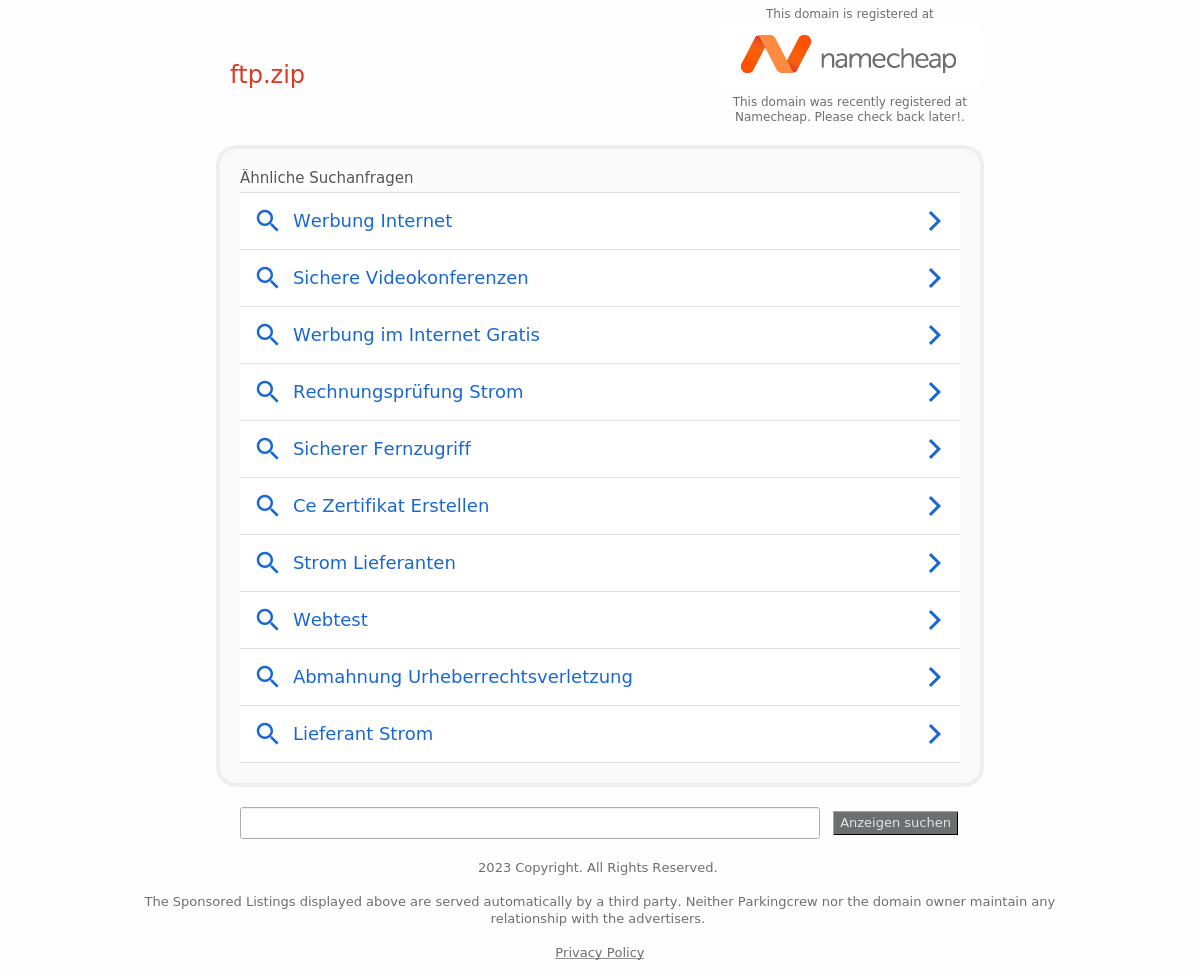 This domain is registered at
namecheap
ftp.zip
This domain was recently registered at
Namecheap. Please check back later!.
Ähnliche Suchanfragen
Werbung Internet
Sichere Videokonferenzen
Werbung im Internet Gratis
Rechnungsprüfung Strom
Sicherer Fernzugriff
Ce Zertifikat Erstellen
Strom Lieferanten
Webtest
Abmahnung Urheberrechtsverletzung
Lieferant Strom
Anzeigen suchen
2023 Copyright. All Rights Reserved.
The Sponsored Listings displayed above are served automatically by a third party. Neither Parkingcrew nor the domain owner maintain any
relationship with the advertisers.
Privacy Policy